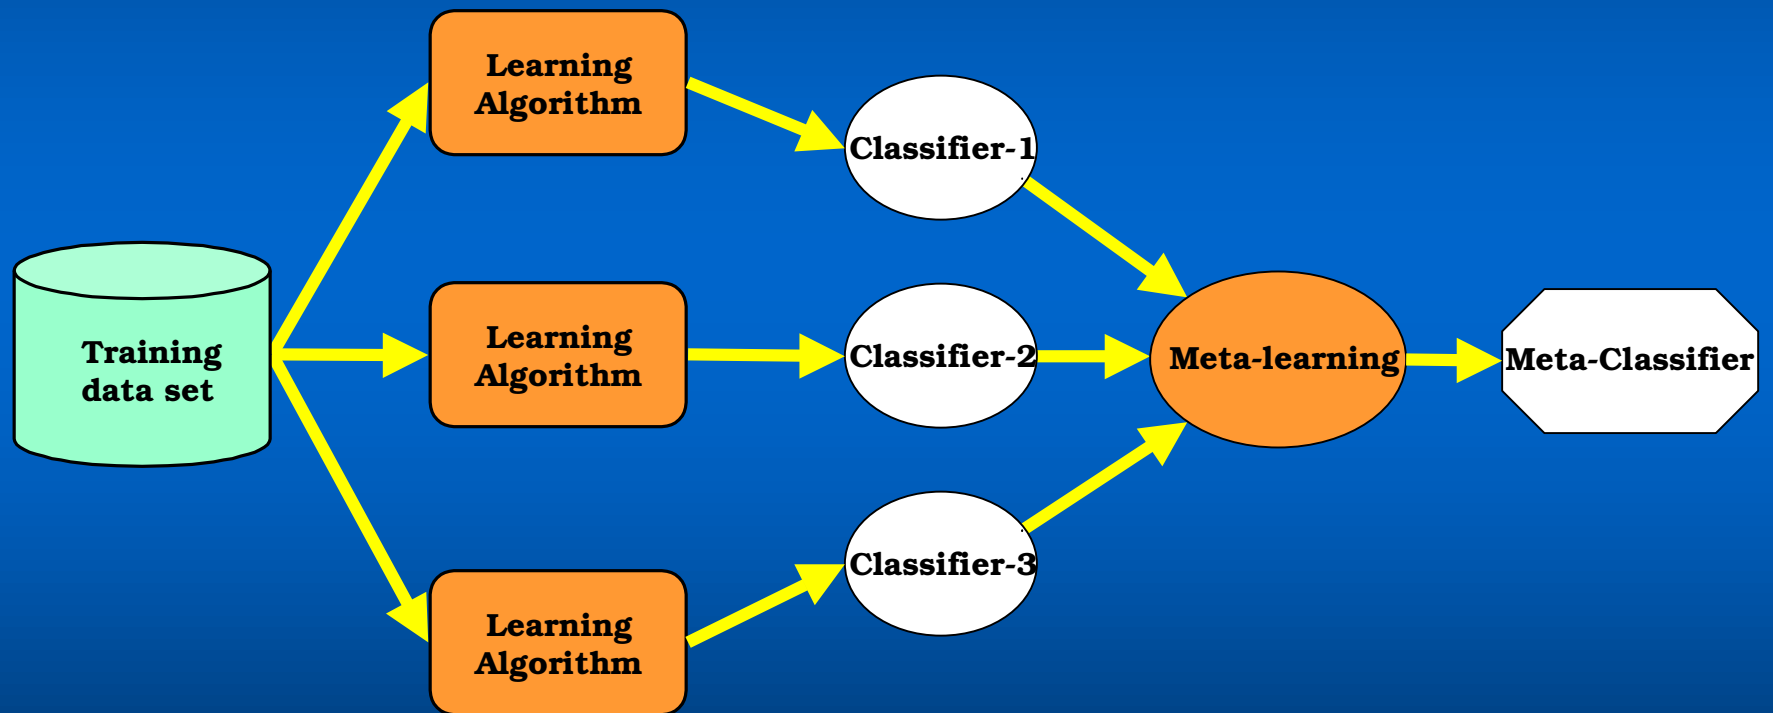 Learning
Algorithm
Classifier-1
Training
data set
Learning
Algorithm
Classifier-2
Meta-learning
Meta-Classifier
Classifier-3
Learning
Algorithm